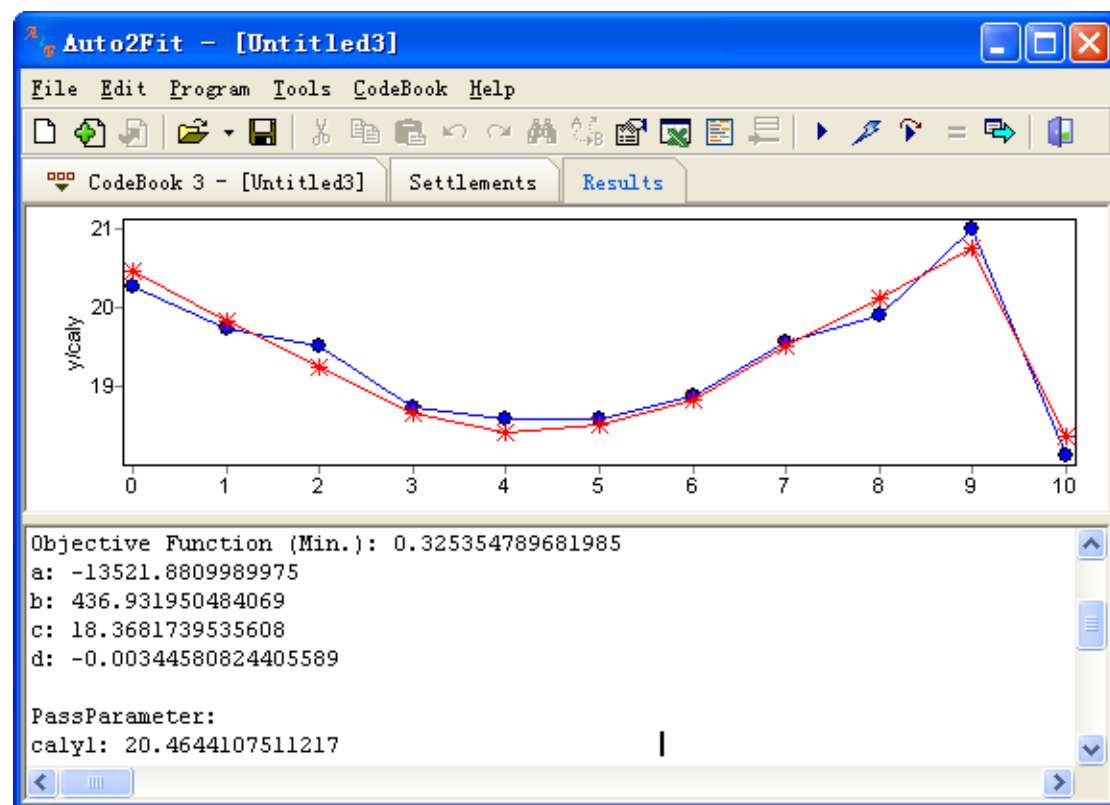 Auto2Fit - [Untitled3]
File Edit Program Tools CodeBook Help
CodeBook 3 - [Untitled3] Settlements Results
21
20
19
y/caly
0 1 2 3 4 5 6 7 8 9 10
Objective Function (Min.): 0.325354789681985
a: -13521.8809989975
b: 436.931950484069
c: 18.3681739535608
d: -0.00344580824405589
PassParameter:
caly1: 20.4644107511217